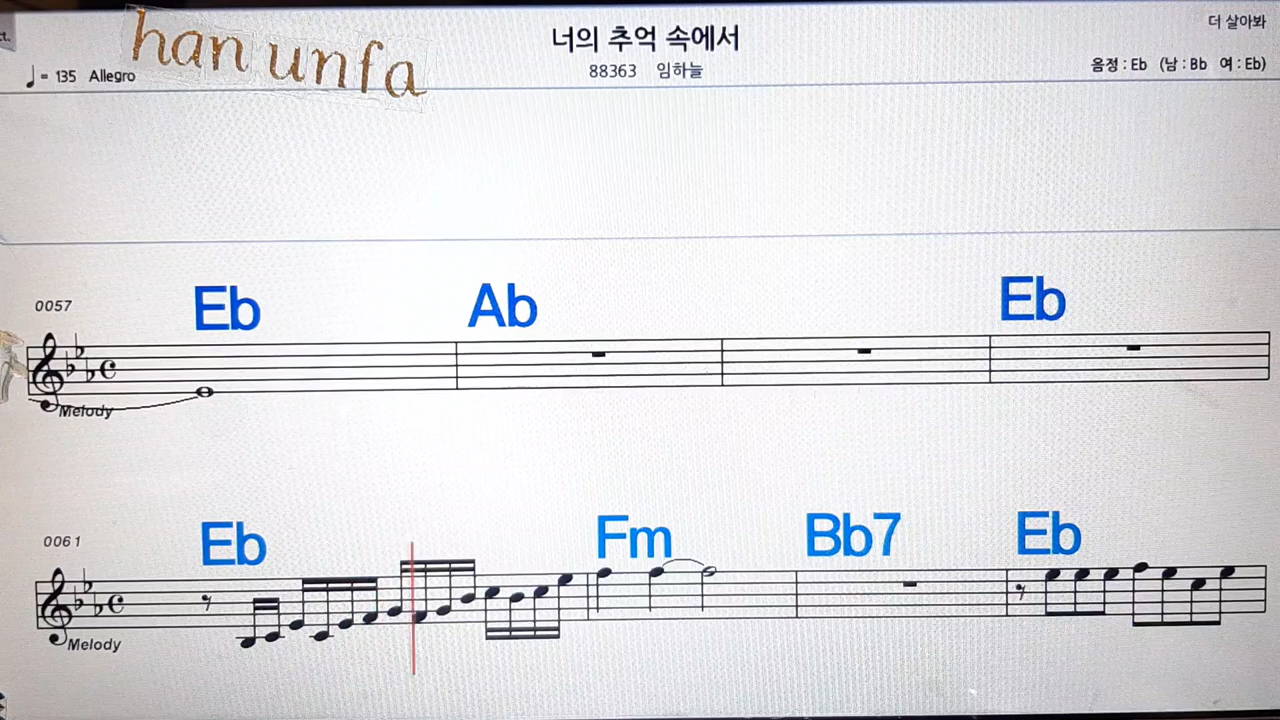 ct.
han unfa
너의 추억 속에서
더 살아봐
♩= 135 Allegro
88363 임하늘
음정 : Eb (남 : Bb 여 : Eb)
0057
Eb Ab Eb
Melody
0061
Eb Fm Bb7 Eb
Melody